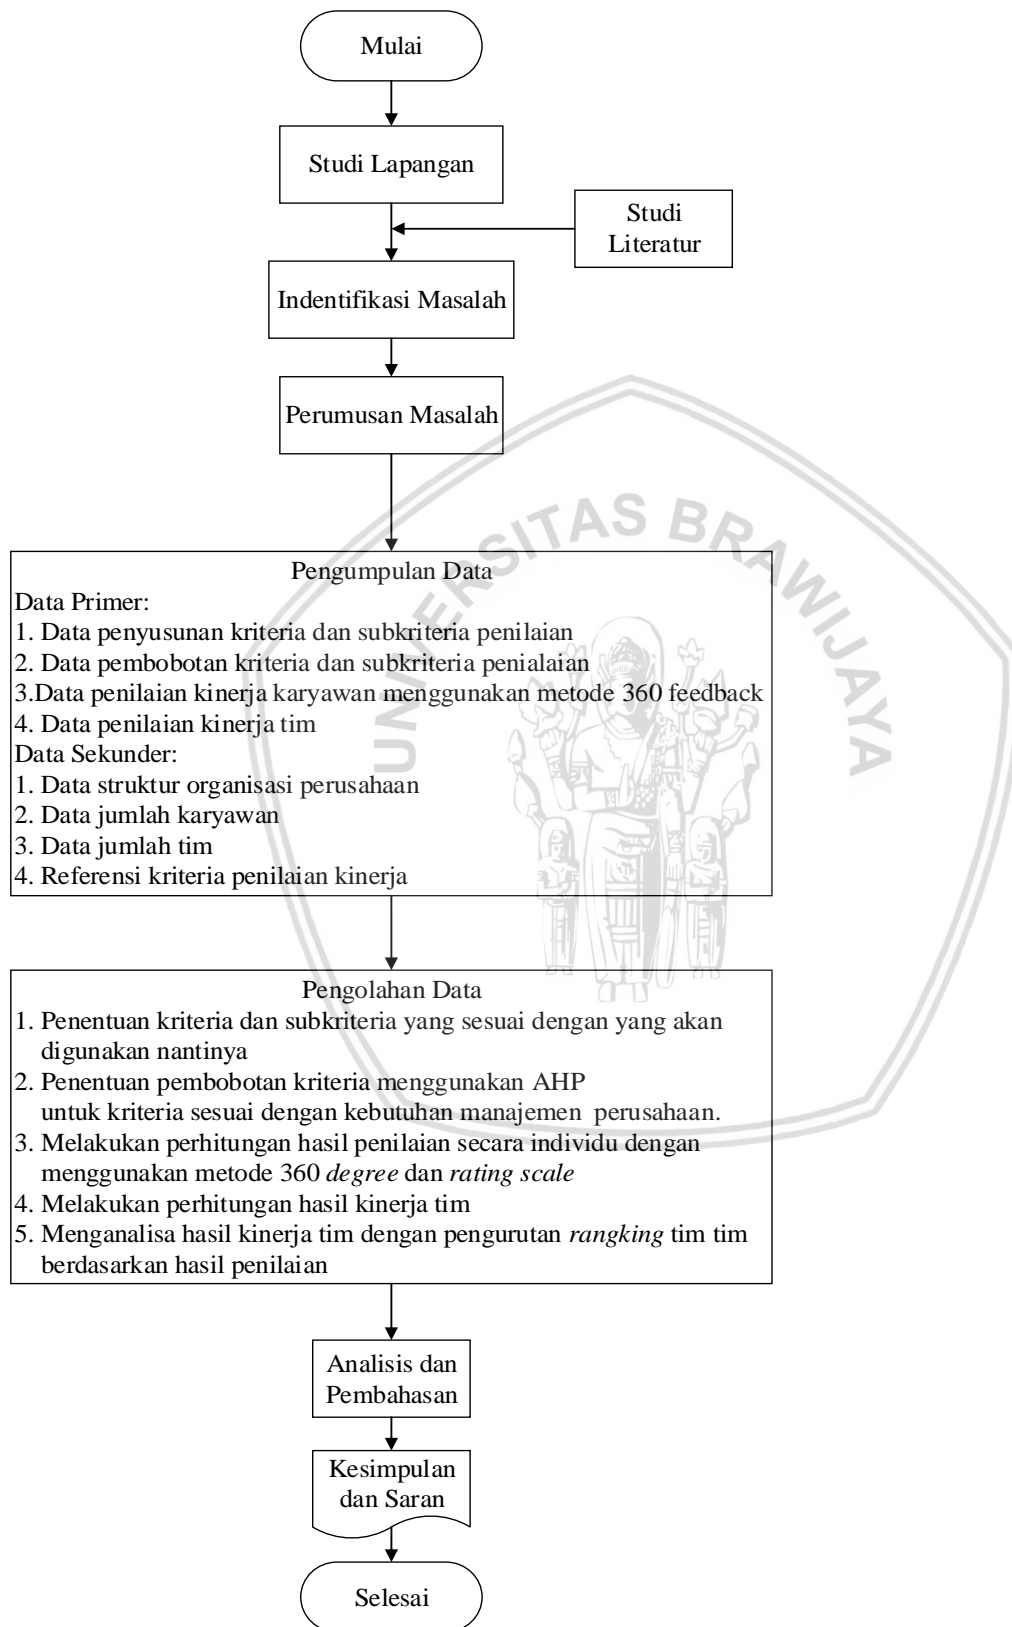 Mulai
Studi Lapangan
Studi
Literatur
Indentifikasi Masalah
Perumusan Masalah
UNIVERSITAS BRAWIJAYA
Pengumpulan Data
Data Primer:
1. Data penyusunan kriteria dan subkriteria penilaian
2. Data pembobotan kriteria dan subkriteria penialaian
3.Data penilaian kinerja karyawan menggunakan metode 360 feedback
4. Data penilaian kinerja tim
Data Sekunder:
1. Data struktur organisasi perusahaan
2. Data jumlah karyawan
3. Data jumlah tim
4. Referensi kriteria penilaian kinerja
Pengolahan Data
1. Penentuan kriteria dan subkriteria yang sesuai dengan yang akan
digunakan nantinya
2. Penentuan pembobotan kriteria menggunakan AHP
untuk kriteria sesuai dengan kebutuhan manajemen perusahaan.
3. Melakukan perhitungan hasil penilaian secara individu dengan
menggunakan metode 360 degree dan rating scale
4. Melakukan perhitungan hasil kinerja tim
5. Menganalisa hasil kinerja tim dengan pengurutan rangking tim tim
berdasarkan hasil penilaian
Analisis dan
Pembahasan
Kesimpulan
dan Saran
Selesai